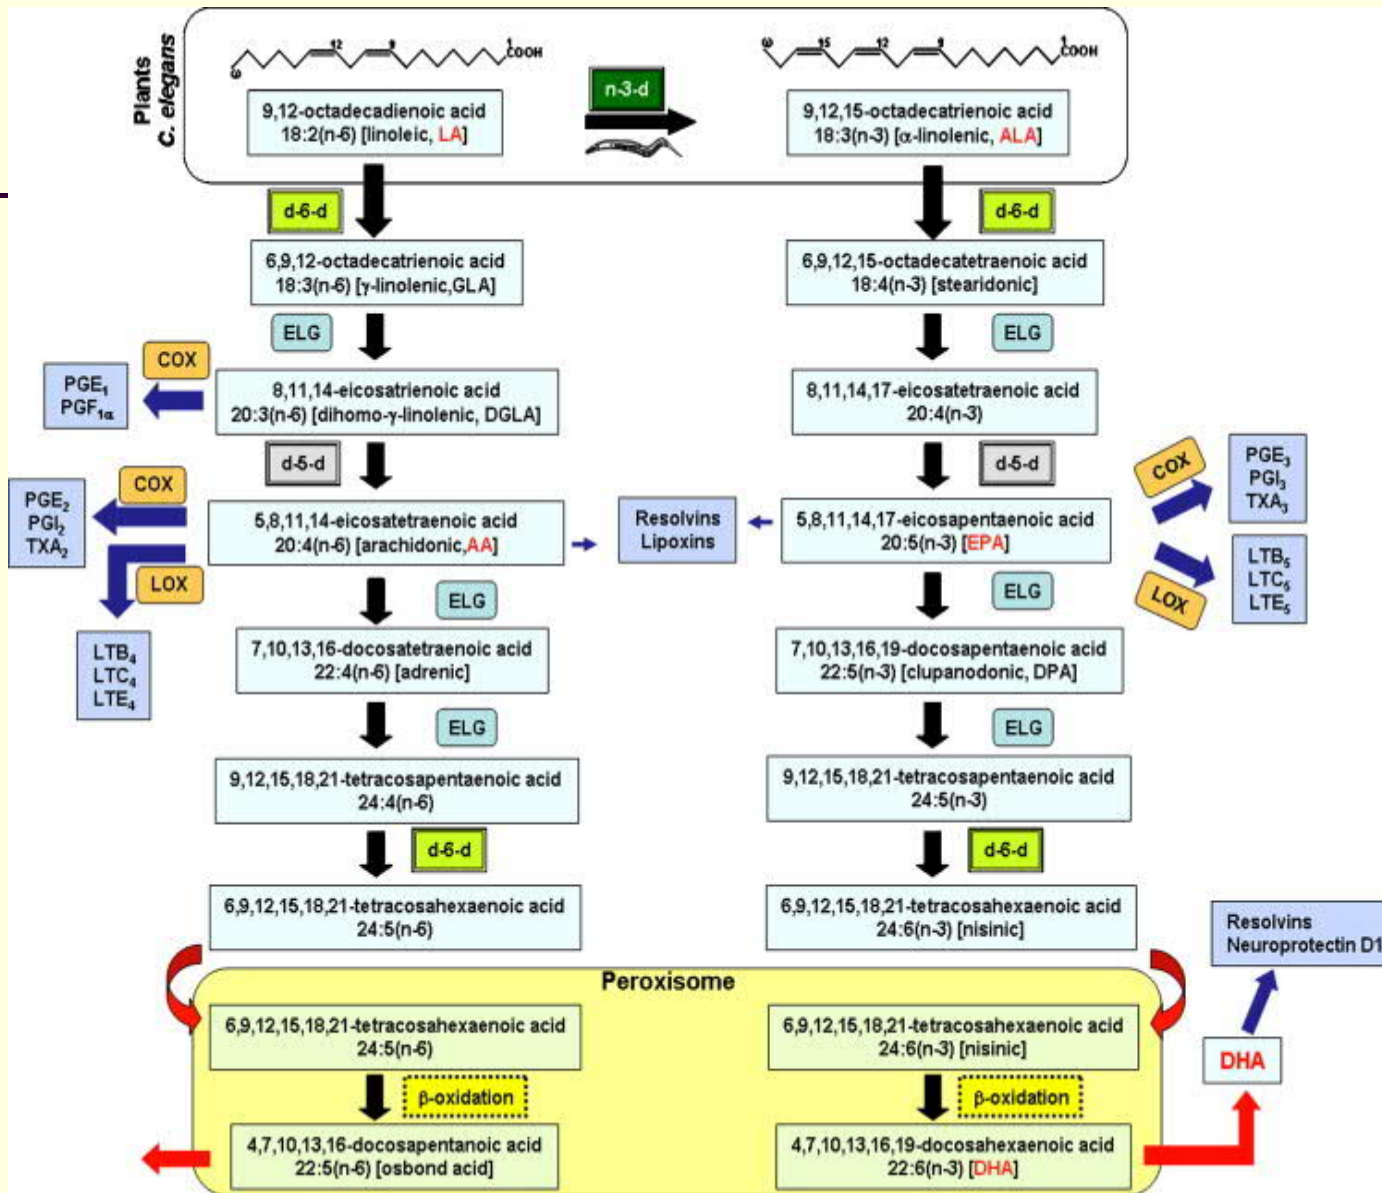 Plants
C. elegans
ω
12
9
1
COOH
ω
15
12
9
1
COOH
9,12-octadecadienoic acid
18:2(n-6) [linoleic, LA]
n-3-d
9,12,15-octadecatrienoic acid
18:3(n-3) [α-linolenic, ALA]
d-6-d
d-6-d
6,9,12-octadecatrienoic acid
18:3(n-6) [γ-linolenic,GLA]
6,9,12,15-octadecatetraenoic acid
18:4(n-3) [stearidonic]
ELG
ELG
COX
PGE1
PGF1α
8,11,14-eicosatrienoic acid
20:3(n-6) [dihomo-γ-linolenic, DGLA]
8,11,14,17-eicosatetraenoic acid
20:4(n-3)
d-5-d
d-5-d
COX
PGE3
PGI3
TXA3
COX
PGE2
PGI2
TXA2
5,8,11,14-eicosatetraenoic acid
20:4(n-6) [arachidonic,AA]
Resolvins
Lipoxins
5,8,11,14,17-eicosapentaenoic acid
20:5(n-3) [EPA]
LOX
LTB5
LTC5
LTE5
LOX
ELG
ELG
LTB4
LTC4
LTE4
7,10,13,16-docosatetraenoic acid
22:4(n-6) [adrenic]
7,10,13,16,19-docosapentaenoic acid
22:5(n-3) [clupanodonic, DPA]
ELG
ELG
9,12,15,18,21-tetracosapentaenoic acid
24:4(n-6)
9,12,15,18,21-tetracosapentaenoic acid
24:5(n-3)
d-6-d
d-6-d
6,9,12,15,18,21-tetracosahexaenoic acid
24:5(n-6)
6,9,12,15,18,21-tetracosahexaenoic acid
24:6(n-3) [nisinic]
Resolvins
Neuroprotectin D1
Peroxisome
6,9,12,15,18,21-tetracosahexaenoic acid
24:5(n-6)
6,9,12,15,18,21-tetracosahexaenoic acid
24:6(n-3) [nisinic]
DHA
β-oxidation
β-oxidation
4,7,10,13,16-docosapentanoic acid
22:5(n-6) [osbond acid]
4,7,10,13,16,19-docosahexaenoic acid
22:6(n-3) [DHA]